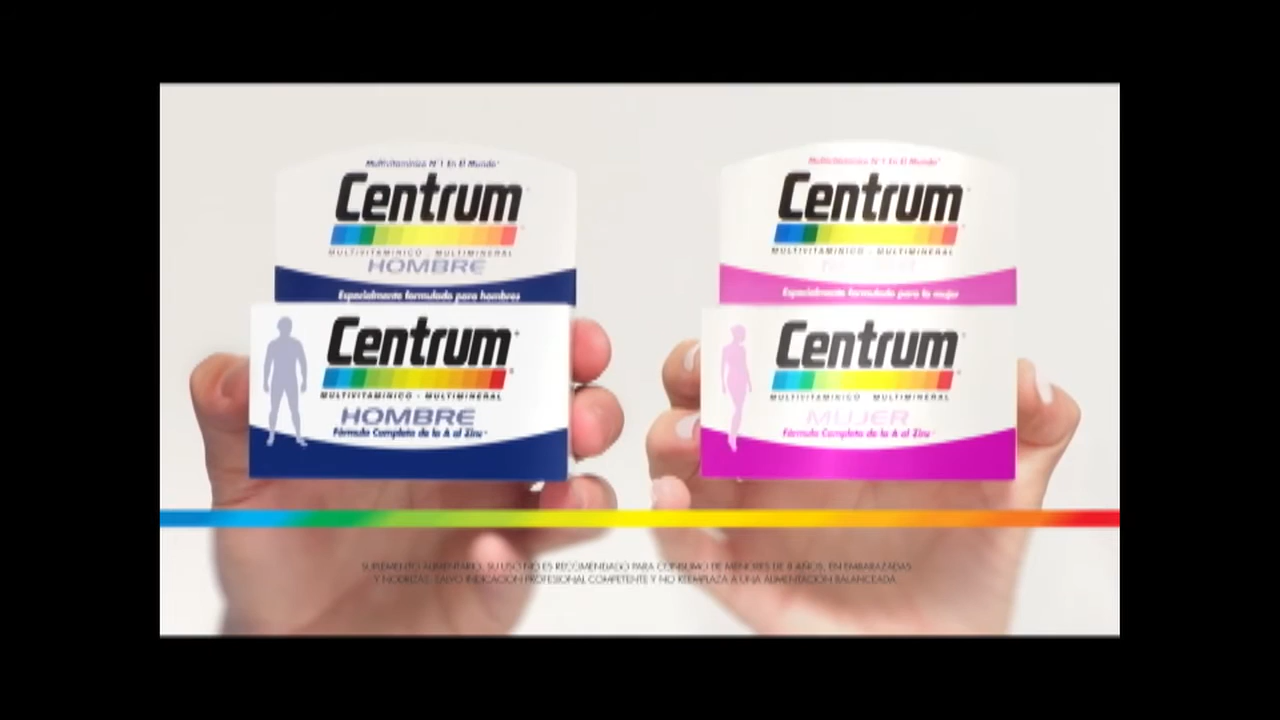 Multivitamínico N°1 En El Mundo*
Centrum
MULTIVITAMÍNICO - MULTIMINERAL
HOMBRE
Especialmente formulado para hombres
Centrum
MULTIVITAMÍNICO - MULTIMINERAL
HOMBRE
Fórmula Completa de la A al Zinc*
Multivitamínico N°1 En El Mundo*
Centrum
MULTIVITAMÍNICO - MULTIMINERAL
Especialmente formulado para la mujer
Centrum
MULTIVITAMÍNICO - MULTIMINERAL
MUJER
Fórmula Completa de la A al Zinc*
SUPLEMENTO ALIMENTARIO. SU USO NO ES RECOMENDADO PARA CONSUMO DE MENORES DE 8 AÑOS, EN EMBARAZADAS
Y NODRIZAS, SALVO INDICACIÓN PROFESIONAL COMPETENTE Y NO REEMPLAZA A UNA ALIMENTACIÓN BALANCEADA.